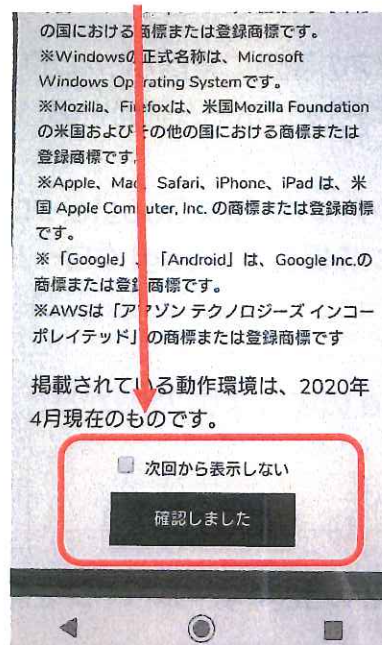 の国における商標または登録商標です。
※Windowsの正式名称は、Microsoft
Windows Operating Systemです。
※Mozilla、Firefoxは、米国Mozilla Foundation
の米国およびその他の国における商標または
登録商標です。
※Apple、Mac、Safari、iPhone、iPad は、米
国 Apple Computer, Inc. の商標または登録商標
です。
※「Google」、「Android」は、Google Inc.の
商標または登録商標です。
※AWSは「アマゾン テクノロジーズ インコー
ポレイテッド」の商標または登録商標です
掲載されている動作環境は、2020年
4月現在のものです。
次回から表示しない
確認しました